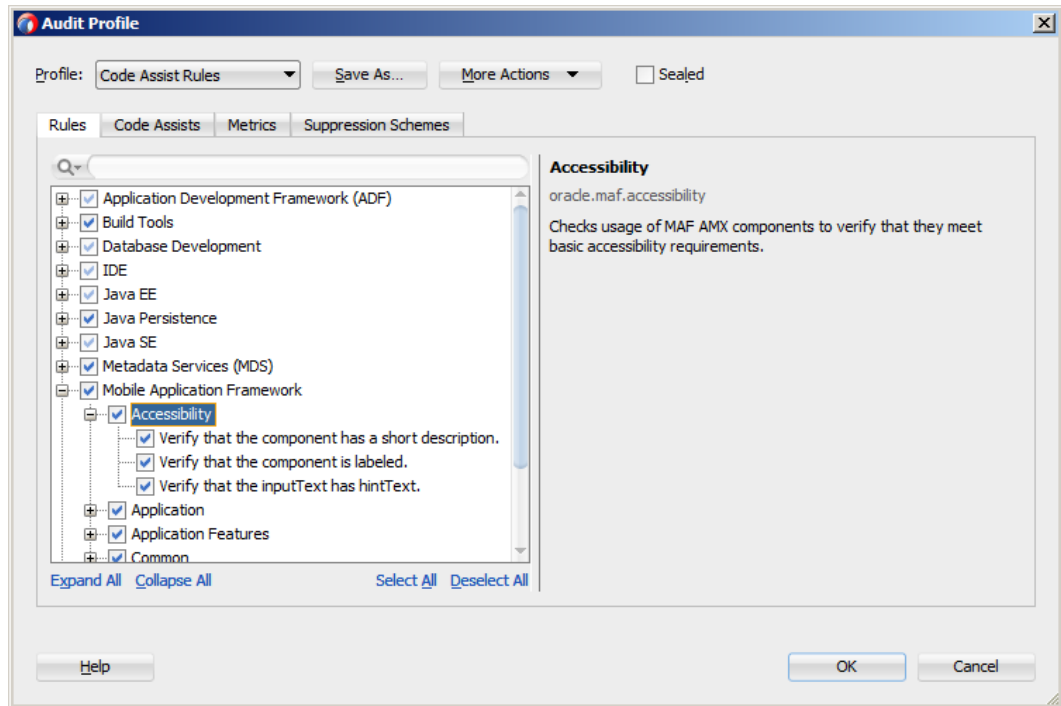 Audit Profile
Profile: Code Assist Rules Save As... More Actions Sealed
Rules Code Assists Metrics Suppression Schemes
Application Development Framework (ADF)
Build Tools
Database Development
IDE
Java EE
Java Persistence
Java SE
Metadata Services (MDS)
Mobile Application Framework
Accessibility
Verify that the component has a short description.
Verify that the component is labeled.
Verify that the inputText has hintText.
Application
Application Features
Common
Expand All Collapse All Select All Deselect All
Accessibility
oracle.maf.accessibility
Checks usage of MAF AMX components to verify that they meet
basic accessibility requirements.
Help OK Cancel